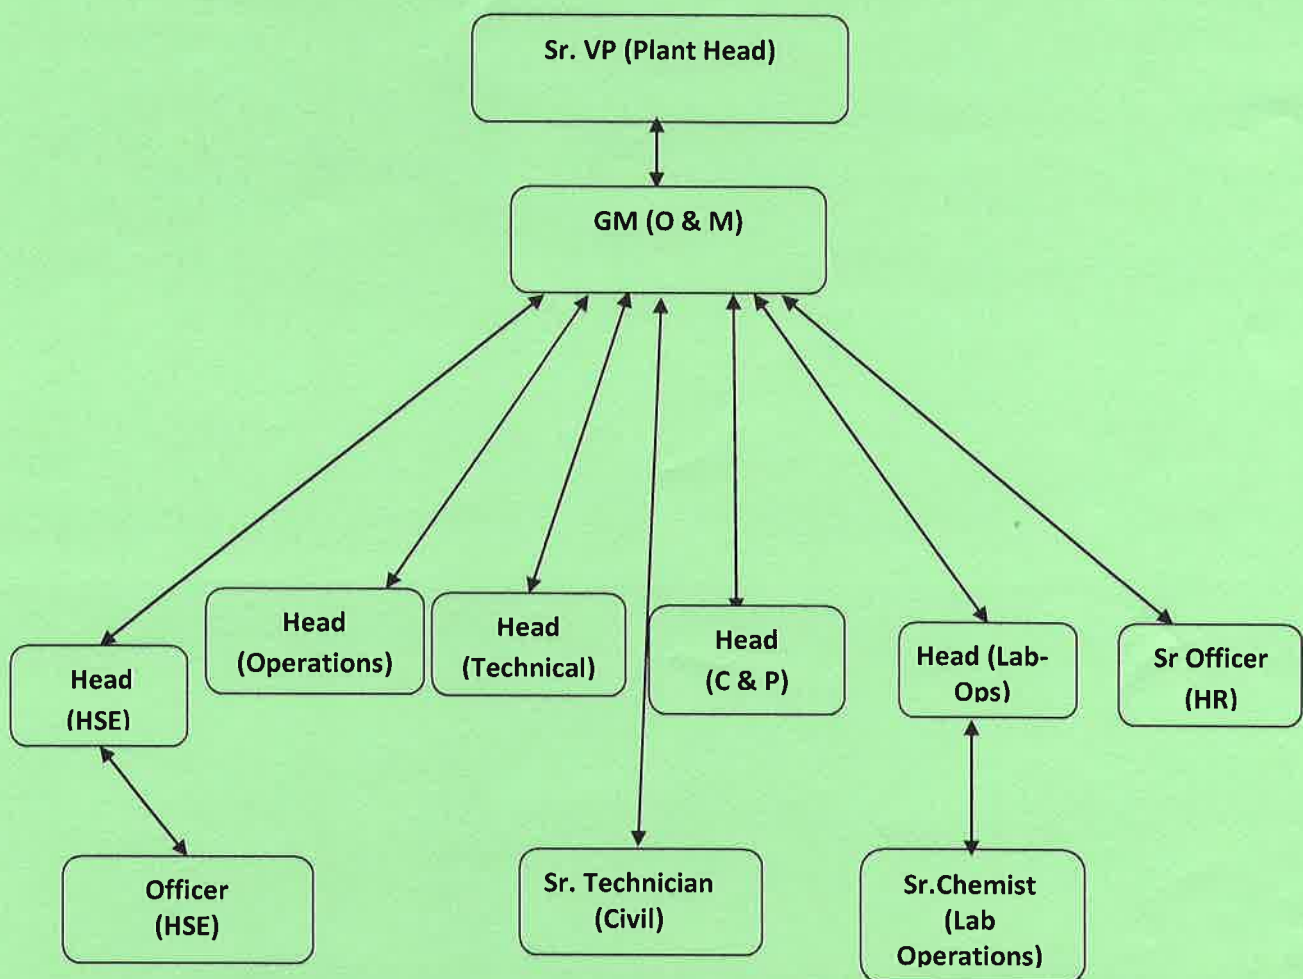 Sr. VP (Plant Head)
GM (O & M)
Head
(HSE)
Head
(Operations)
Head
(Technical)
Head
(C & P)
Head (Lab-
Ops)
Sr Officer
(HR)
Officer
(HSE)
Sr. Technician
(Civil)
Sr.Chemist
(Lab
Operations)